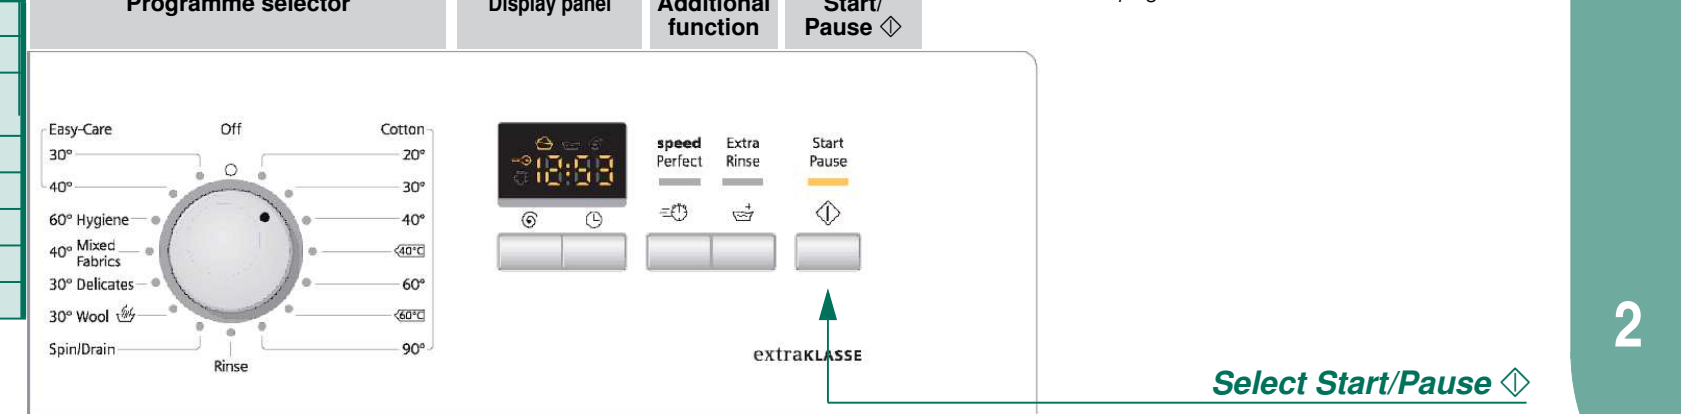 Programme selector
Display panel
Additional
function
Start/
Pause
Easy-Care
Off
Cotton
30°
40°
60° Hygiene
40° Mixed
Fabrics
30° Delicates
30° Wool
Spin/Drain
Rinse
20°
30°
40°
40°C
60°
60°C
90°
12:53
speed
Perfect
Extra
Rinse
Start
Pause
extraKLASSE
Select Start/Pause
2